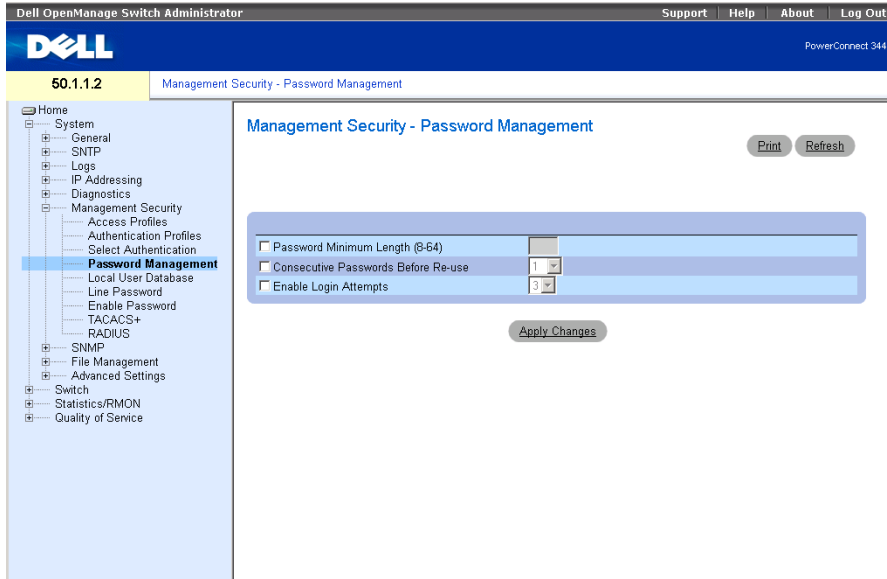 Dell OpenManage Switch Administrator
Support Help About Log Out
DELL
PowerConnect 344
50.1.1.2
Management Security - Password Management
Home
System
General
SNTP
Logs
IP Addressing
Diagnostics
Management Security
Access Profiles
Authentication Profiles
Select Authentication
Password Management
Local User Database
Line Password
Enable Password
TACACS+
RADIUS
SNMP
File Management
Advanced Settings
Switch
Statistics/RMON
Quality of Service
Management Security - Password Management
Print Refresh
Password Minimum Length (8-64)
Consecutive Passwords Before Re-use 1
Enable Login Attempts 3
Apply Changes